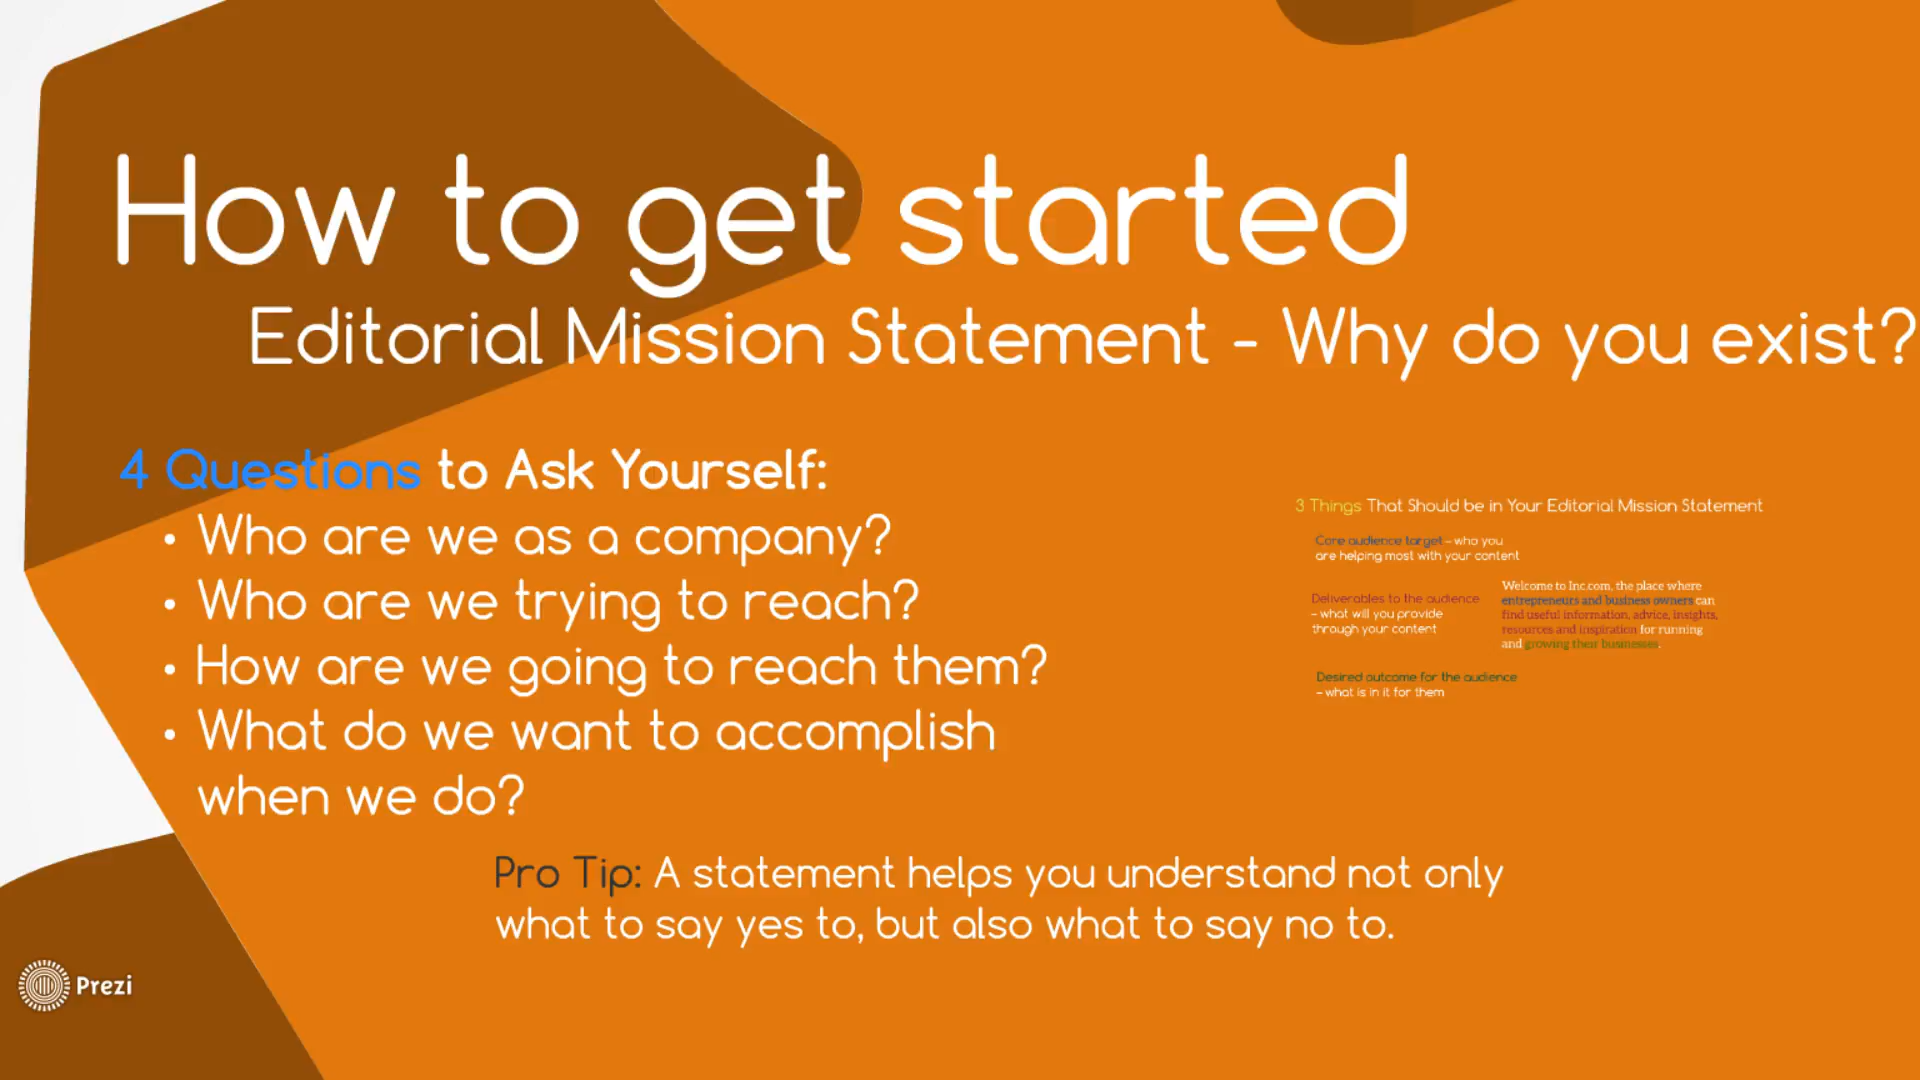 How to get started
Editorial Mission Statement - Why do you exist?
4 Questions to Ask Yourself:
• Who are we as a company?
• Who are we trying to reach?
• How are we going to reach them?
• What do we want to accomplish
when we do?
3 Things That Should be in Your Editorial Mission Statement
Core audience target – who you
are helping most with your content
Deliverables to the audience
– what will you provide
through your content
Welcome to Inc.com, the place where
entrepreneurs and business owners can
find useful information, advice, insights,
resources and inspiration for running
and growing their businesses.
Desired outcome for the audience
– what is in it for them
Pro Tip: A statement helps you understand not only
what to say yes to, but also what to say no to.
Prezi